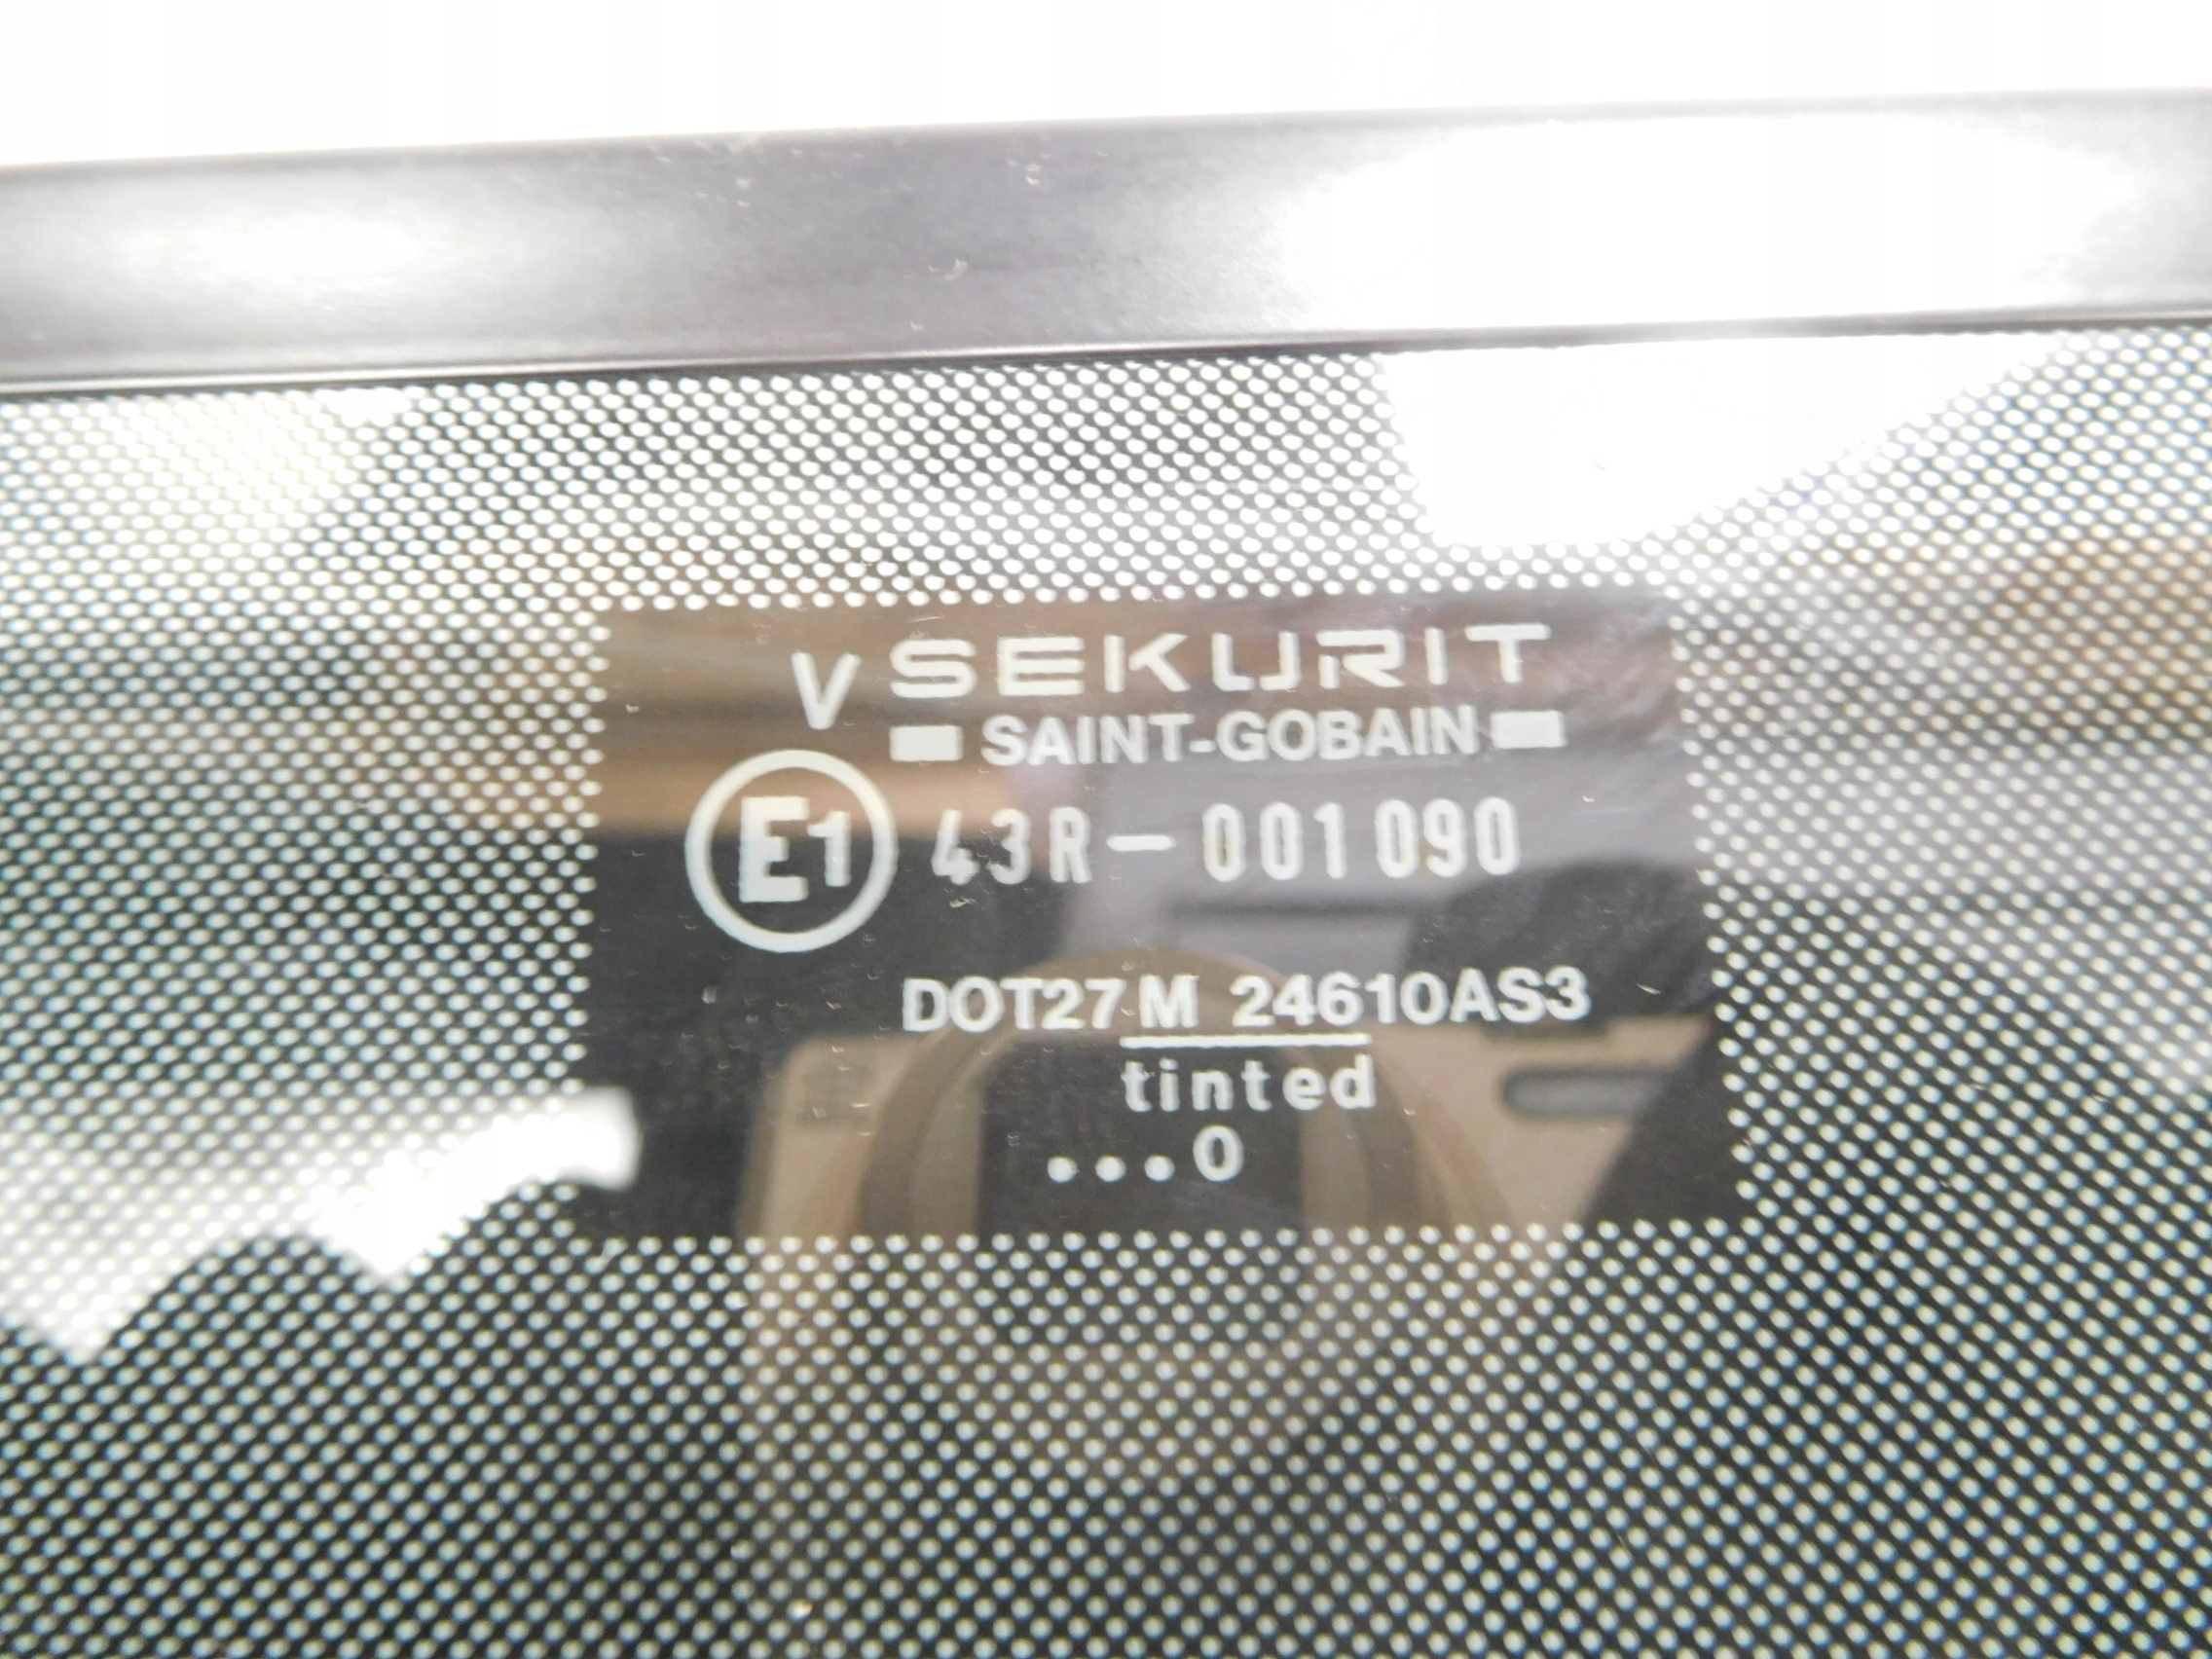 V SEKURIT
SAINT-GOBAIN
E1 43R-001090
DOT27 M 24610AS3
tinted
...0